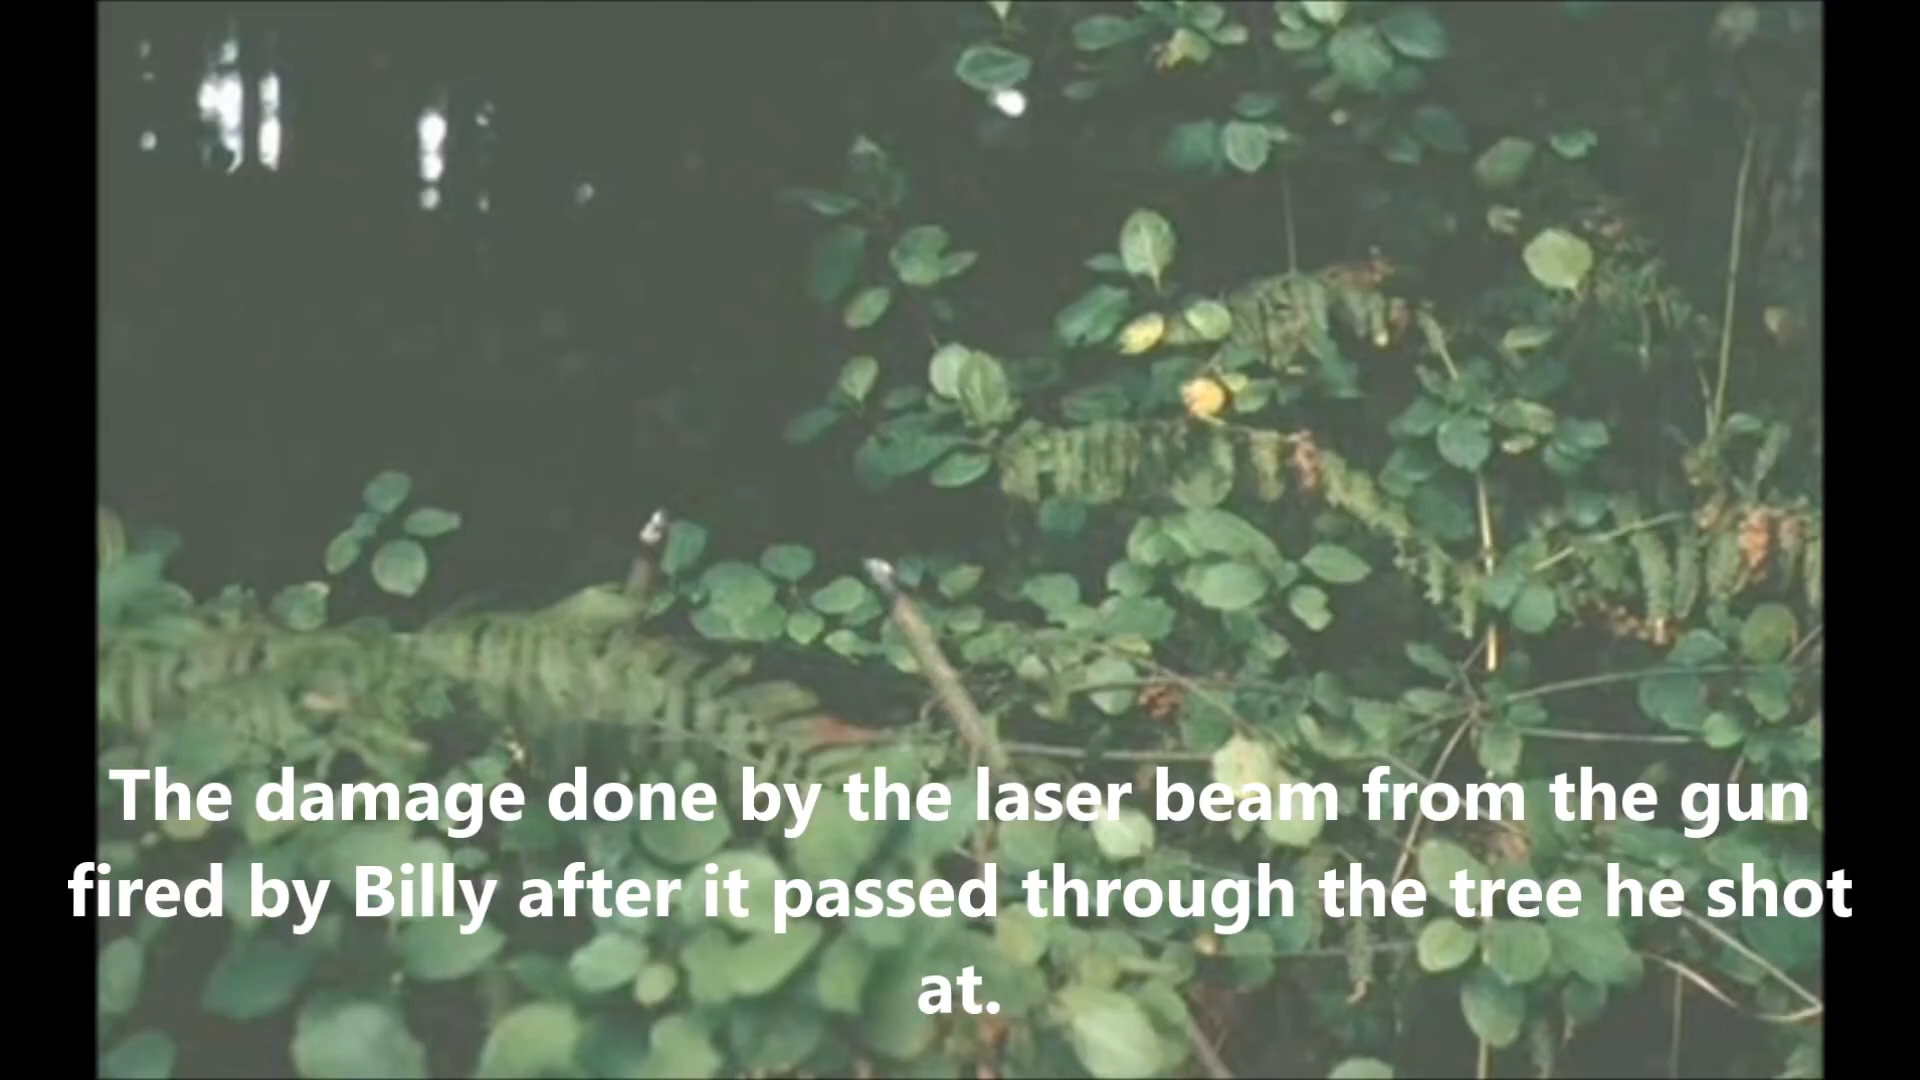 The damage done by the laser beam from the gun
fired by Billy after it passed through the tree he shot
at.